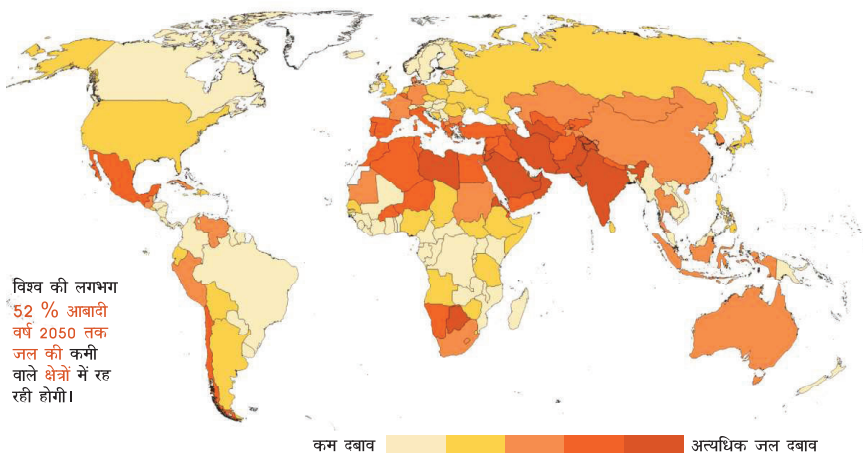 विश्व की लगभग
52 % आबादी
वर्ष 2050 तक
जल की कमी
वाले क्षेत्रों में रह
रही होगी।
कम दबाव
अत्यधिक जल दबाव